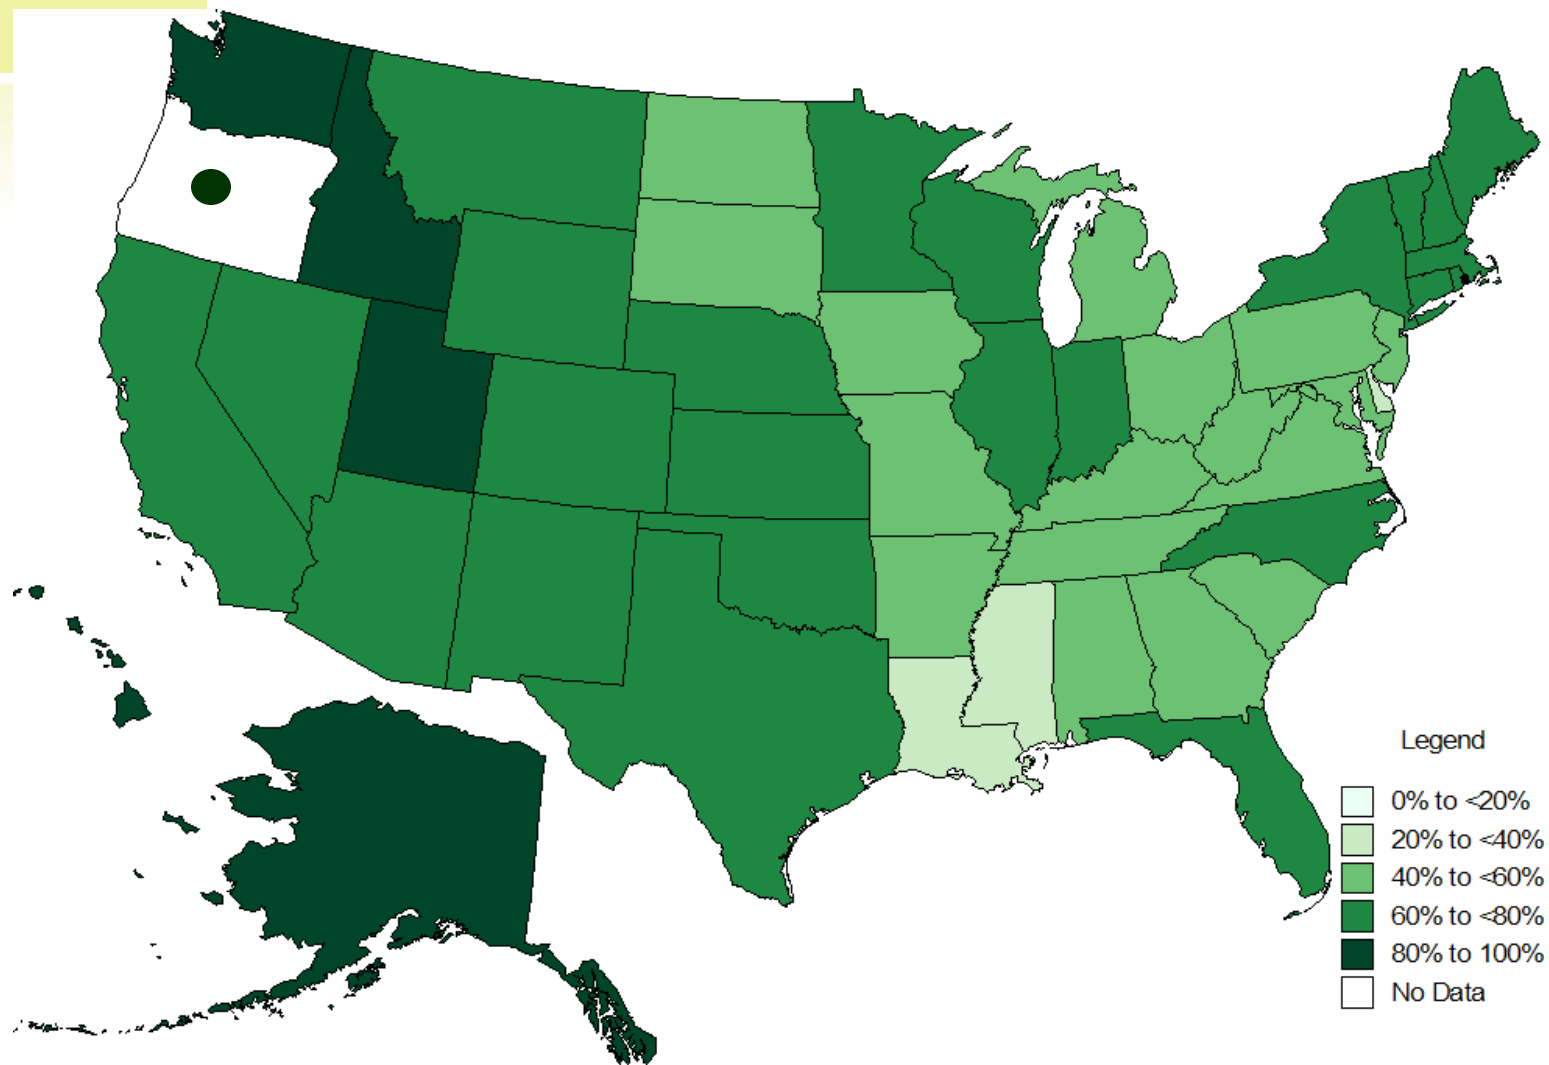 Legend
0% to <20%
20% to <40%
40% to <60%
60% to <80%
80% to 100%
No Data